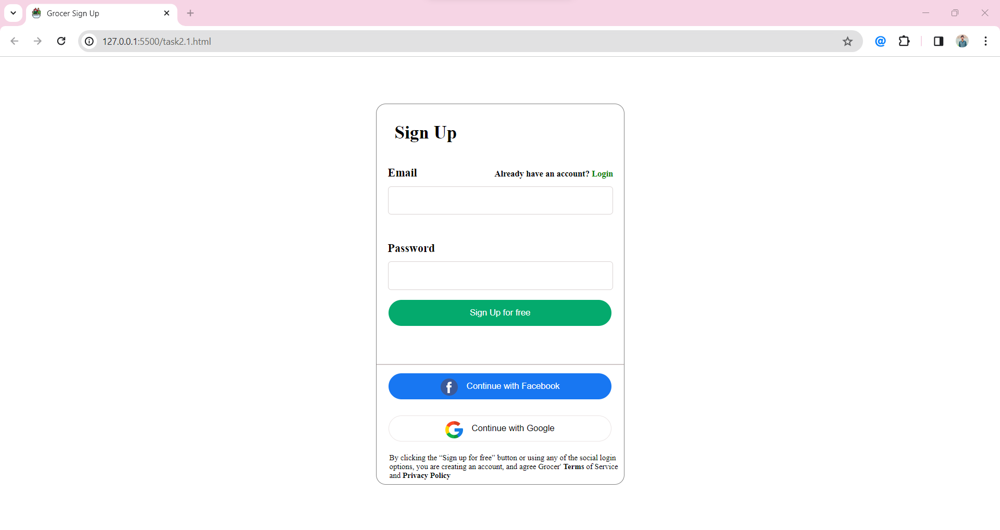 Grocer Sign Up
127.0.0.1:5500/task2.1.html
Sign Up
Email
Already have an account? Login
Password
Sign Up for free
Continue with Facebook
Continue with Google
By clicking the “Sign up for free” button or using any of the social login
options, you are creating an account, and agree Grocer' Terms of Service
and Privacy Policy